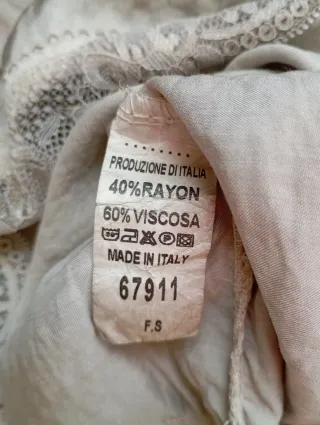 PRODUZIONE DI ITALIA
40%RAYON
60%VISCOSA
MADE IN ITALY
67911
F.S